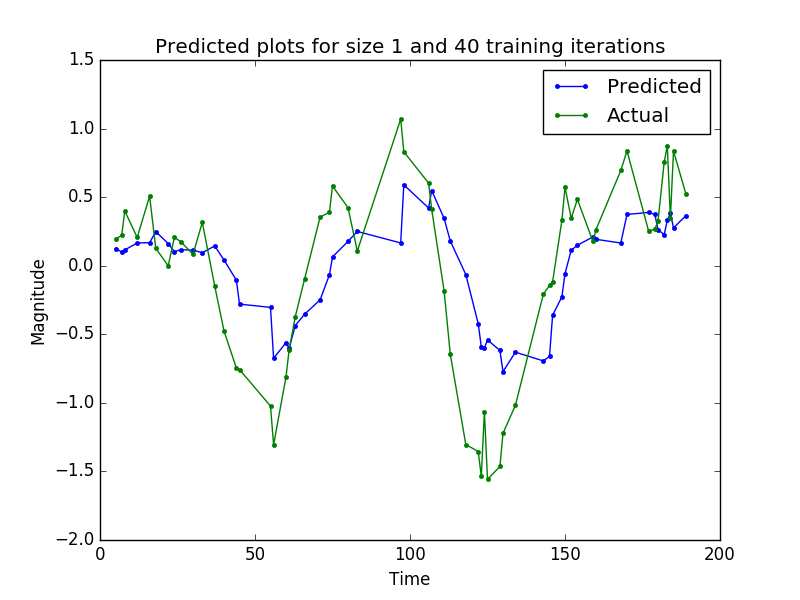 Predicted plots for size 1 and 40 training iterations
Predicted
Actual
1.5
1.0
0.5
0.0
−0.5
−1.0
−1.5
−2.0
Magnitude
0
50
100
150
200
Time